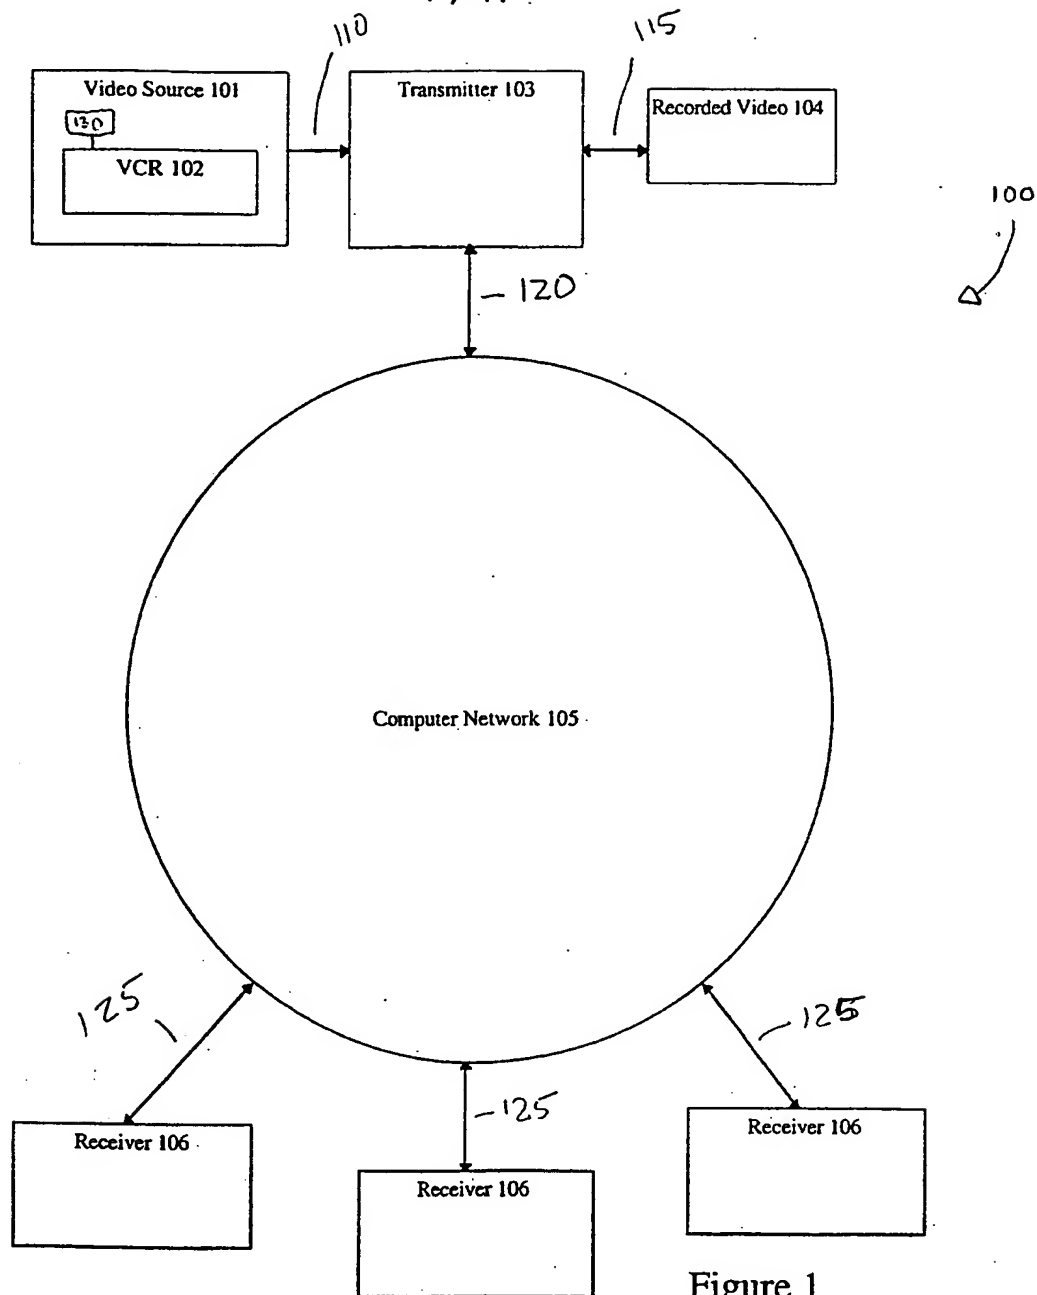 110
115
Video Source 101
130
VCR 102
Transmitter 103
Recorded Video 104
100
120
Computer Network 105
125
125
125
Receiver 106
Receiver 106
Receiver 106
Figure 1